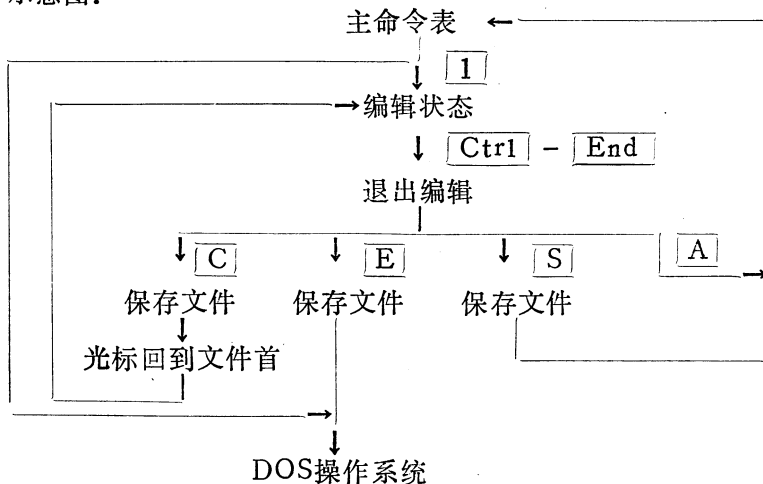 示意图：
主命令表
1
编辑状态
Ctrl - End
退出编辑
C E S A
保存文件 保存文件 保存文件
光标回到文件首
DOS操作系统